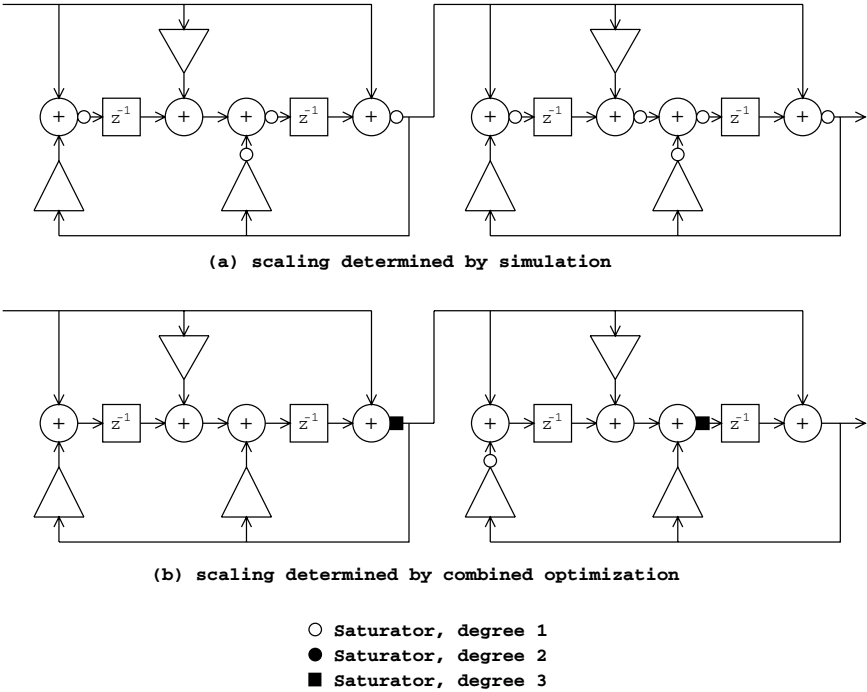 + z-1 + + z-1 + + z-1 + + z-1 +
(a) scaling determined by simulation
+ z-1 + + z-1 + + z-1 + + z-1 +
(b) scaling determined by combined optimization
Saturator, degree 1
Saturator, degree 2
Saturator, degree 3